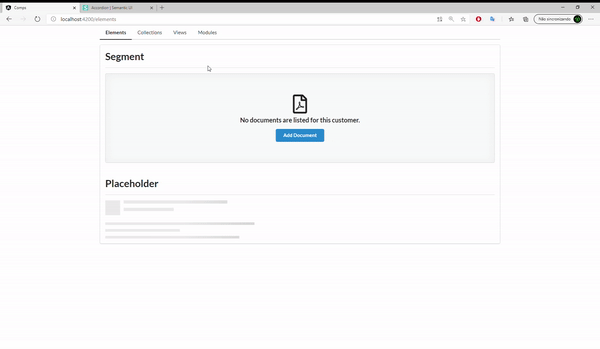 Comps
Accordion | Semantic UI
localhost:4200/elements
Não sincronizando
Elements
Collections
Views
Modules
Segment
No documents are listed for this customer.
Add Document
Placeholder